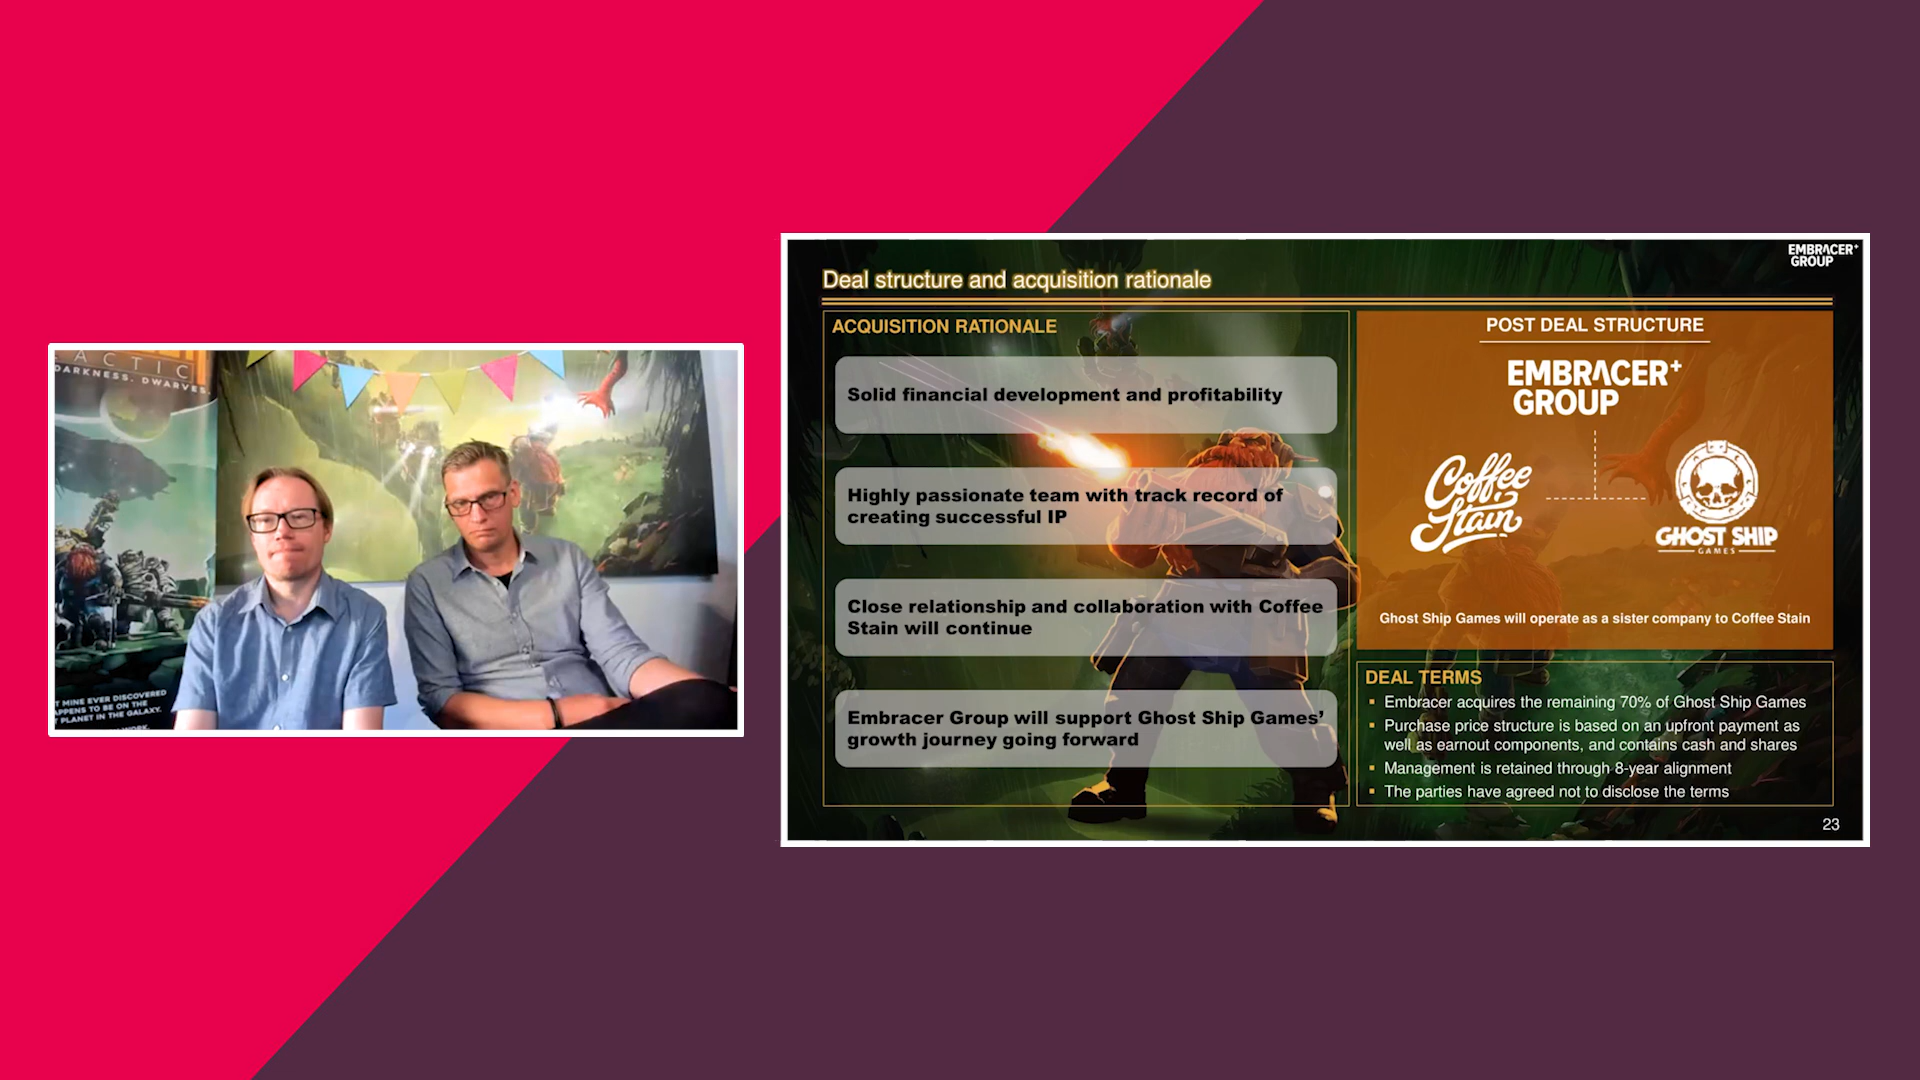 ACTIC
DARKNESS. DWARVES.
MINE EVER DISCOVERED
TO BE ON THE
PLANET IN THE GALAXY.
WORK.
EMBRACER+
GROUP
Deal structure and acquisition rationale
ACQUISITION RATIONALE
Solid financial development and profitability
Highly passionate team with track record of
creating successful IP
Close relationship and collaboration with Coffee
Stain will continue
Embracer Group will support Ghost Ship Games’
growth journey going forward
POST DEAL STRUCTURE
EMBRACER+
GROUP
Coffee
Stain
GHOST SHIP
GAMES
Ghost Ship Games will operate as a sister company to Coffee Stain
DEAL TERMS
▪ Embracer acquires the remaining 70% of Ghost Ship Games
▪ Purchase price structure is based on an upfront payment as
well as earnout components, and contains cash and shares
▪ Management is retained through 8-year alignment
▪ The parties have agreed not to disclose the terms
23